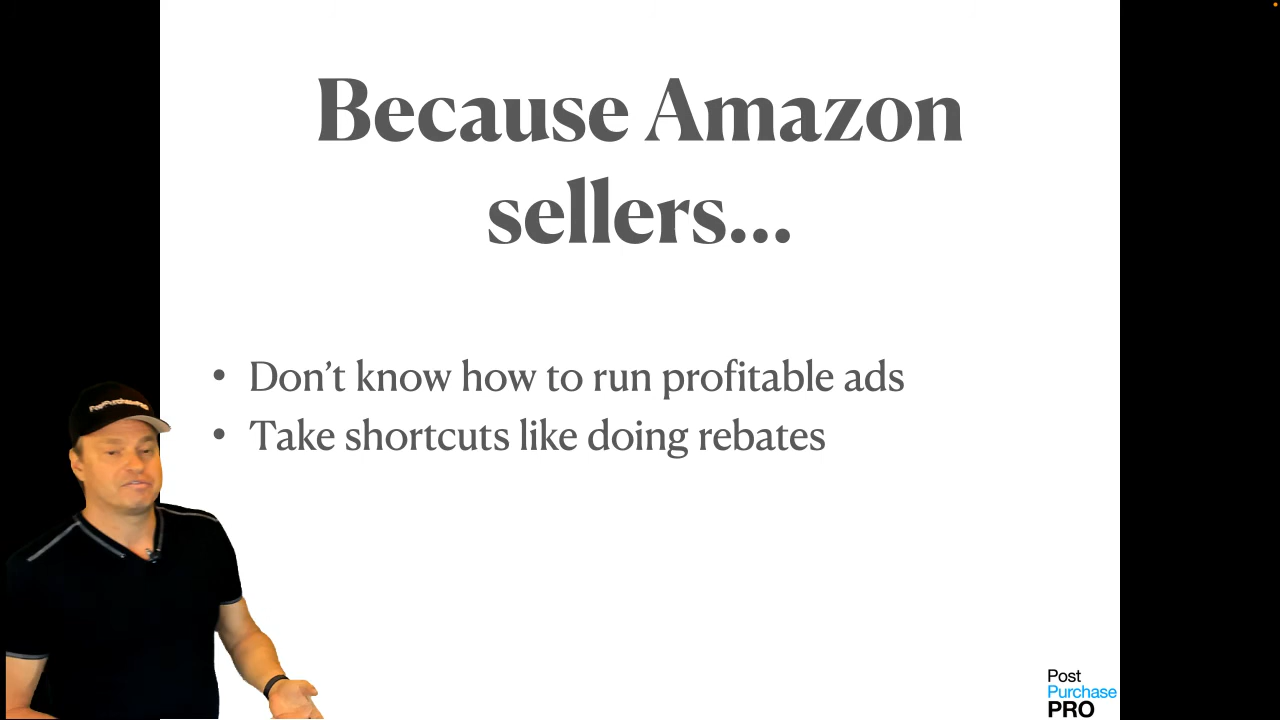 Because Amazon
sellers...
• Don’t know how to run profitable ads
• Take shortcuts like doing rebates
Post
Purchase
PRO